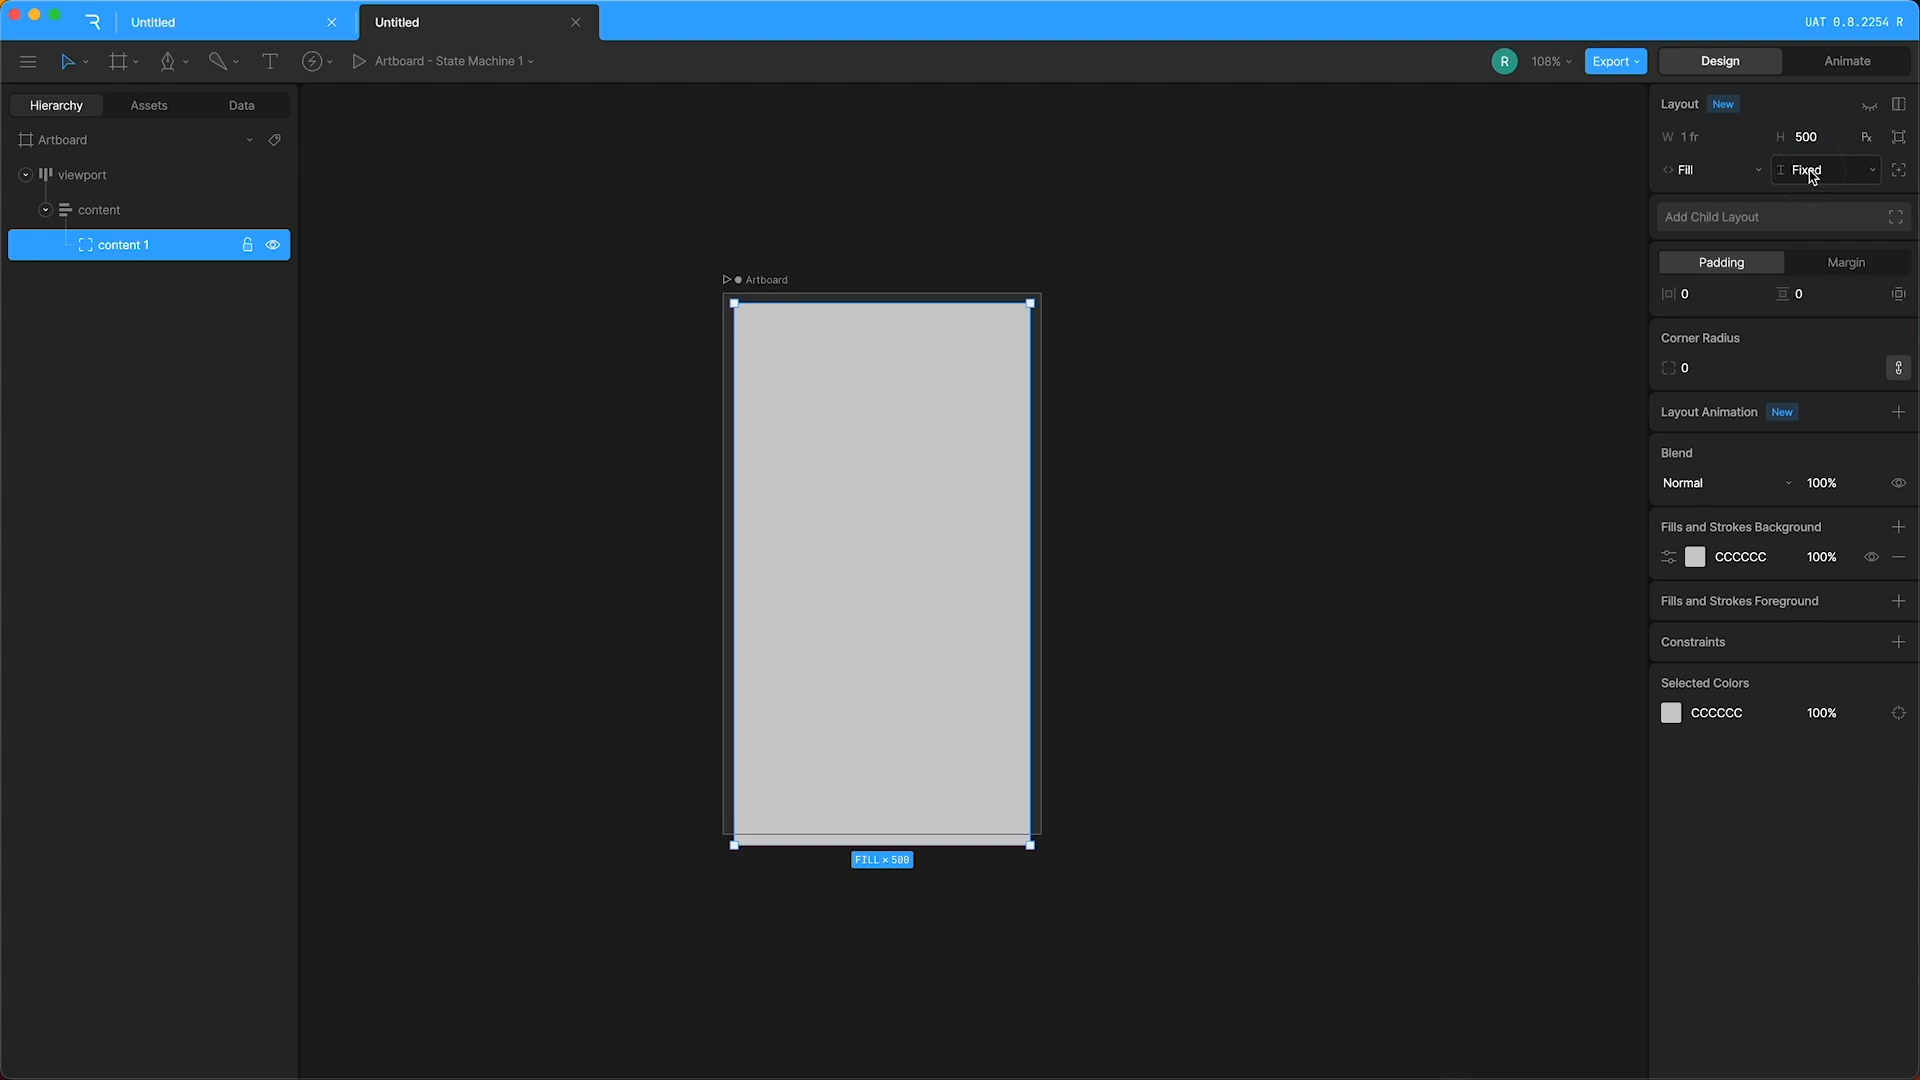 Untitled
Untitled
UAT 0.8.2254 R
Artboard - State Machine 1
R
108%
Export
Design
Animate
Hierarchy
Assets
Data
Artboard
viewport
content
content 1
Artboard
FILL × 500
Layout
New
W 1 fr
H 500
Px
Fill
Fixed
Add Child Layout
Padding
Margin
0
0
Corner Radius
0
Layout Animation
New
Blend
Normal
100%
Fills and Strokes Background
CCCCCC
100%
Fills and Strokes Foreground
Constraints
Selected Colors
CCCCCC
100%